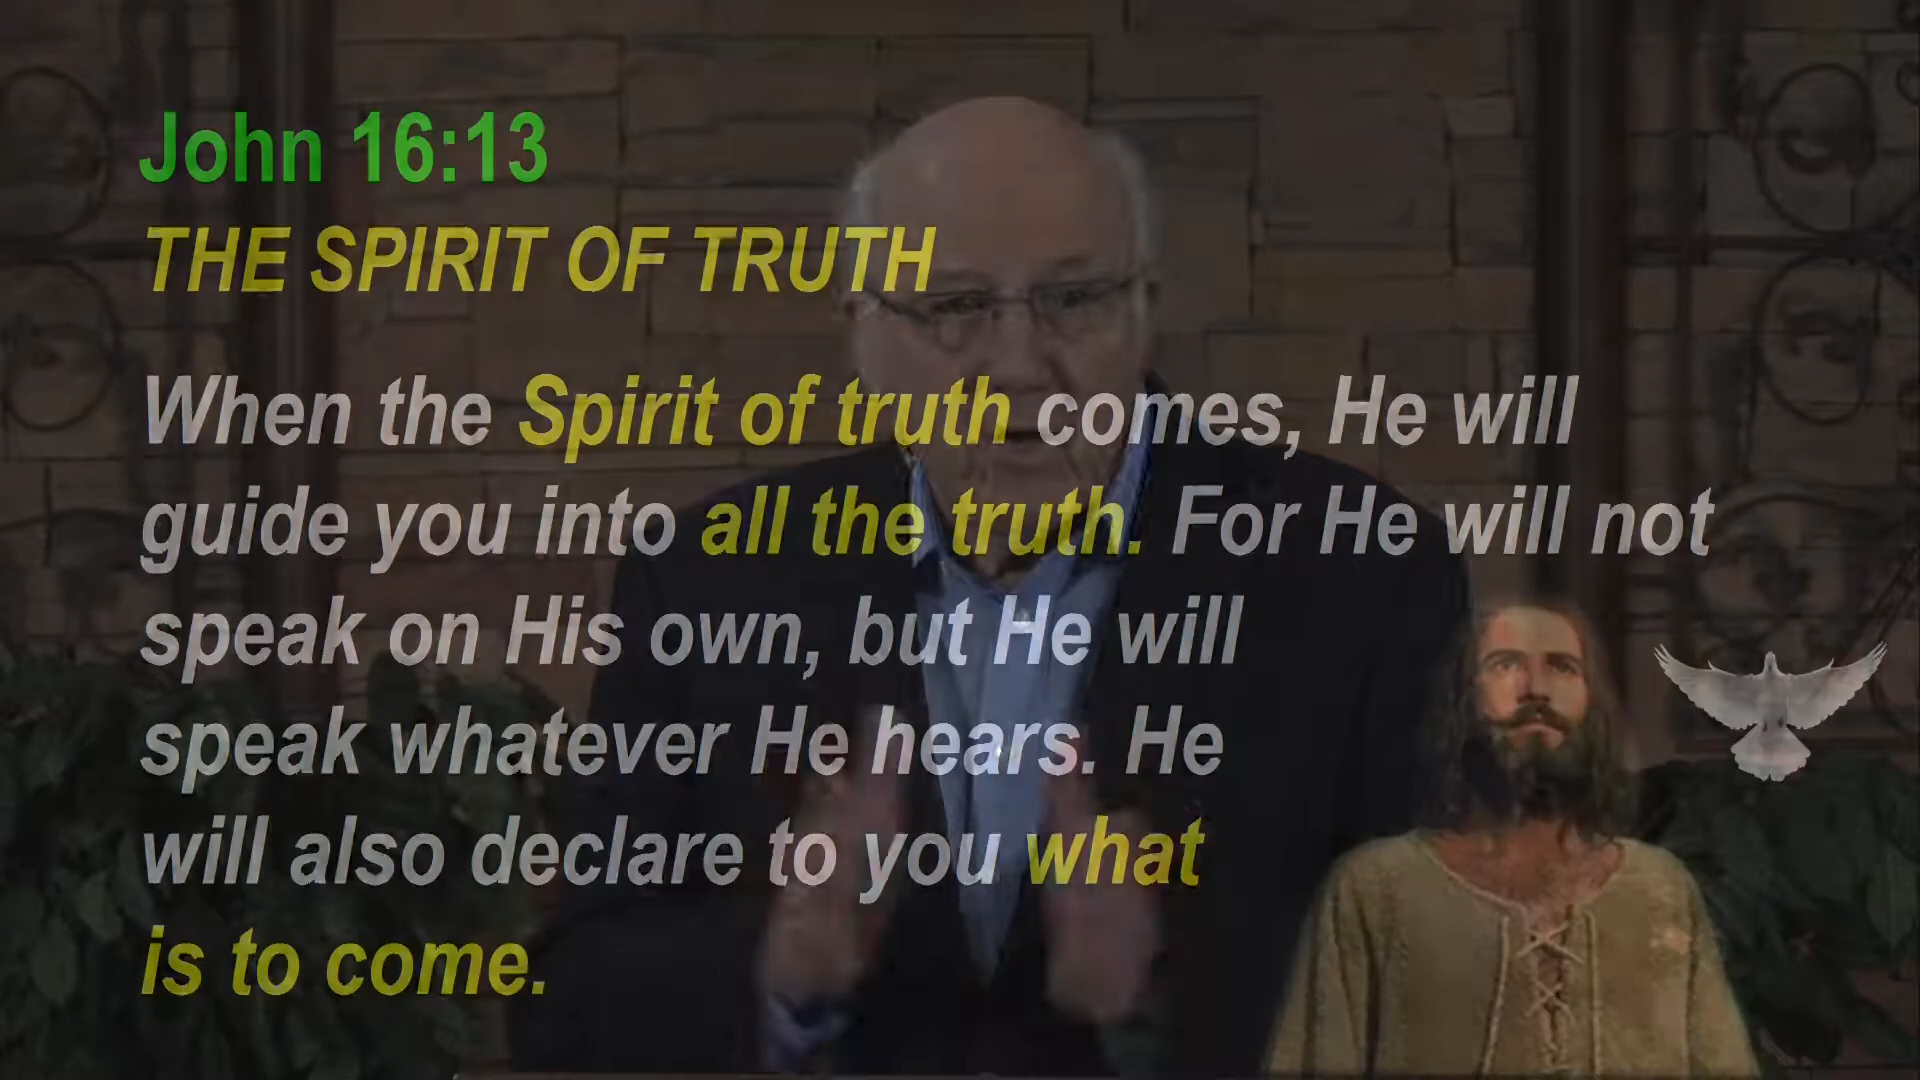 John 16:13
THE SPIRIT OF TRUTH
When the Spirit of truth comes, He will
guide you into all the truth. For He will not
speak on His own, but He will
speak whatever He hears. He
will also declare to you what
is to come.